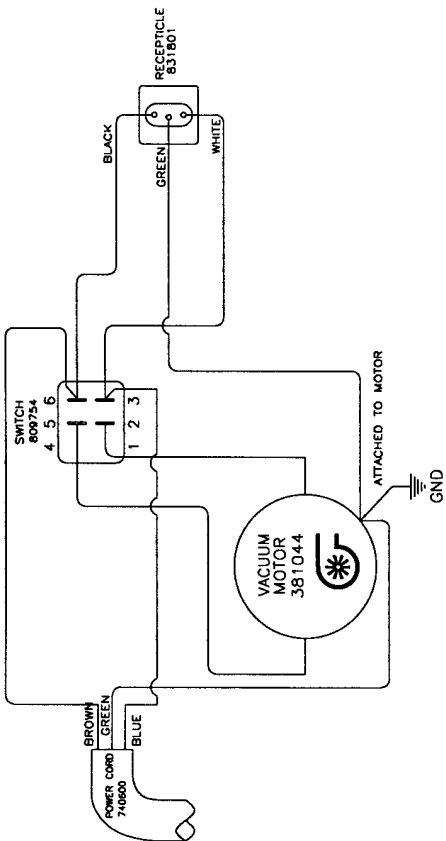 RECEPTICLE
831801
BLACK
GREEN
WHITE
SWITCH
809754
4 5 6
1 2 3
ATTACHED TO MOTOR
GND
VACUUM
MOTOR
381044
BROWN
GREEN
BLUE
POWER CORD
740600